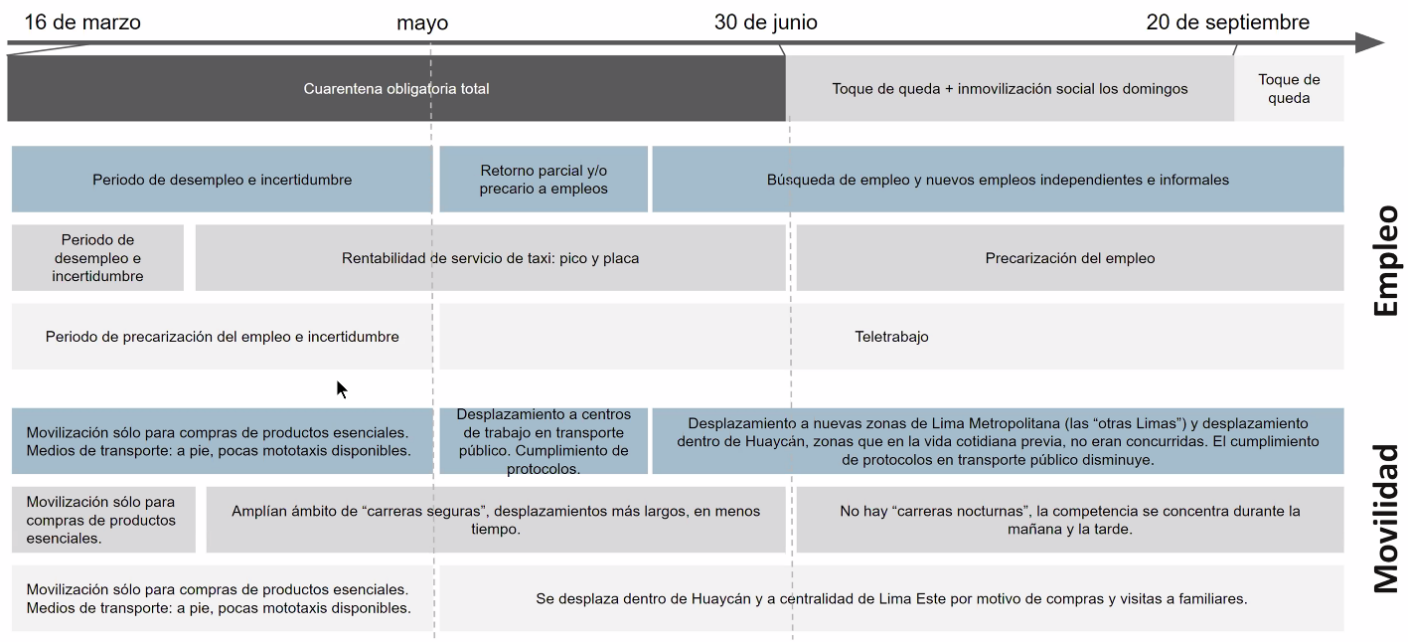 16 de marzo
mayo
30 de junio
20 de septiembre
Cuarentena obligatoria total
Toque de queda + inmovilización social los domingos
Toque de
queda
Periodo de desempleo e incertidumbre
Retorno parcial y/o
precario a empleos
Búsqueda de empleo y nuevos empleos independientes e informales
Periodo de
desempleo e
incertidumbre
Rentabilidad de servicio de taxi: pico y placa
Precarización del empleo
Periodo de precarización del empleo e incertidumbre
Teletrabajo
Empleo
Movilización sólo para compras de productos esenciales.
Medios de transporte: a pie, pocas mototaxis disponibles.
Desplazamiento a centros
de trabajo en transporte
público. Cumplimiento de
protocolos.
Desplazamiento a nuevas zonas de Lima Metropolitana (las “otras Limas”) y desplazamiento
dentro de Huaycán, zonas que en la vida cotidiana previa, no eran concurridas. El cumplimiento
de protocolos en transporte público disminuye.
Movilización sólo para
compras de productos
esenciales.
Amplían ámbito de “carreras seguras”, desplazamientos más largos, en menos
tiempo.
No hay “carreras nocturnas”, la competencia se concentra durante la
mañana y la tarde.
Movilización sólo para compras de productos esenciales.
Medios de transporte: a pie, pocas mototaxis disponibles.
Se desplaza dentro de Huaycán y a centralidad de Lima Este por motivo de compras y visitas a familiares.
Movilidad